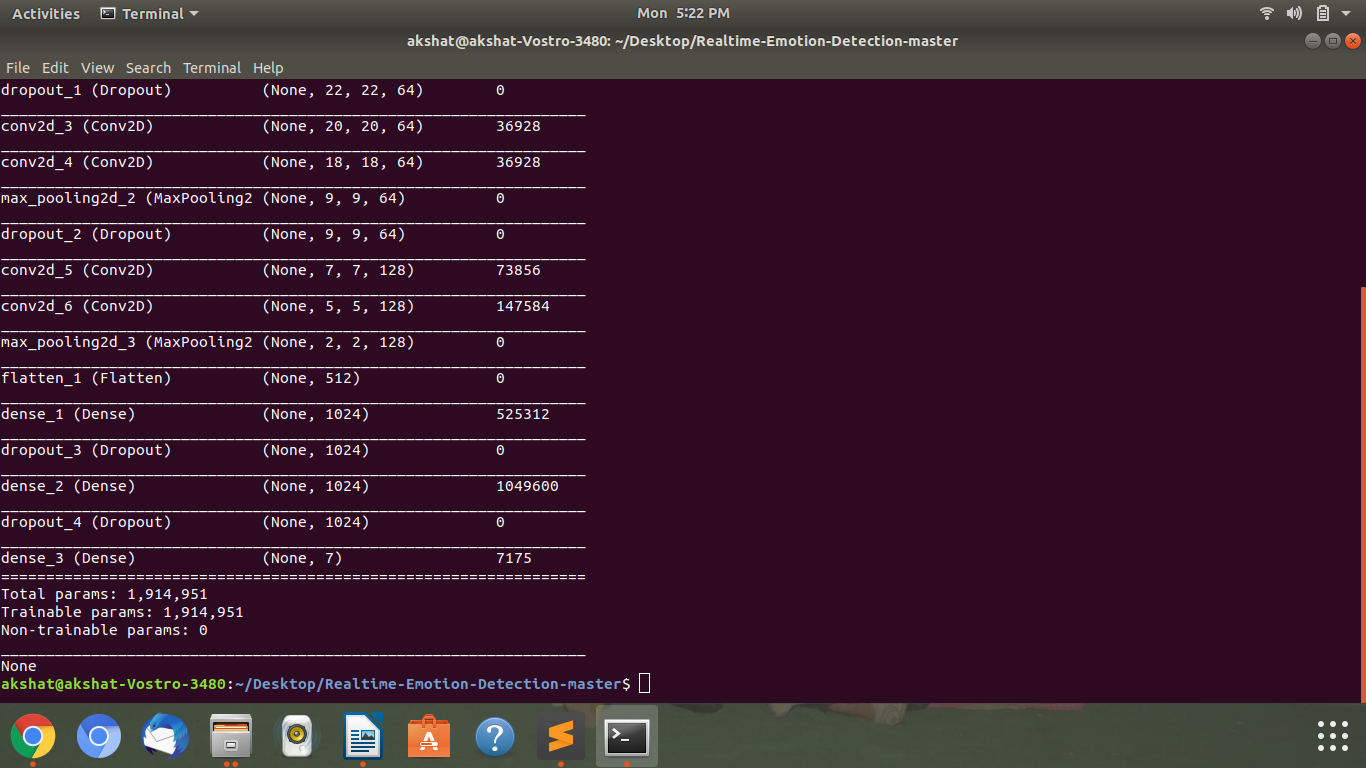 Activities Terminal Mon 5:22 PM
akshat@akshat-Vostro-3480: ~/Desktop/Realtime-Emotion-Detection-master
File Edit View Search Terminal Help
dropout_1 (Dropout) (None, 22, 22, 64) 0
_________________________________________________________________
conv2d_3 (Conv2D) (None, 20, 20, 64) 36928
_________________________________________________________________
conv2d_4 (Conv2D) (None, 18, 18, 64) 36928
_________________________________________________________________
max_pooling2d_2 (MaxPooling2 (None, 9, 9, 64) 0
_________________________________________________________________
dropout_2 (Dropout) (None, 9, 9, 64) 0
_________________________________________________________________
conv2d_5 (Conv2D) (None, 7, 7, 128) 73856
_________________________________________________________________
conv2d_6 (Conv2D) (None, 5, 5, 128) 147584
_________________________________________________________________
max_pooling2d_3 (MaxPooling2 (None, 2, 2, 128) 0
_________________________________________________________________
flatten_1 (Flatten) (None, 512) 0
_________________________________________________________________
dense_1 (Dense) (None, 1024) 525312
_________________________________________________________________
dropout_3 (Dropout) (None, 1024) 0
_________________________________________________________________
dense_2 (Dense) (None, 1024) 1049600
_________________________________________________________________
dropout_4 (Dropout) (None, 1024) 0
_________________________________________________________________
dense_3 (Dense) (None, 7) 7175
=================================================================
Total params: 1,914,951
Trainable params: 1,914,951
Non-trainable params: 0
_________________________________________________________________
None
akshat@akshat-Vostro-3480:~/Desktop/Realtime-Emotion-Detection-master$